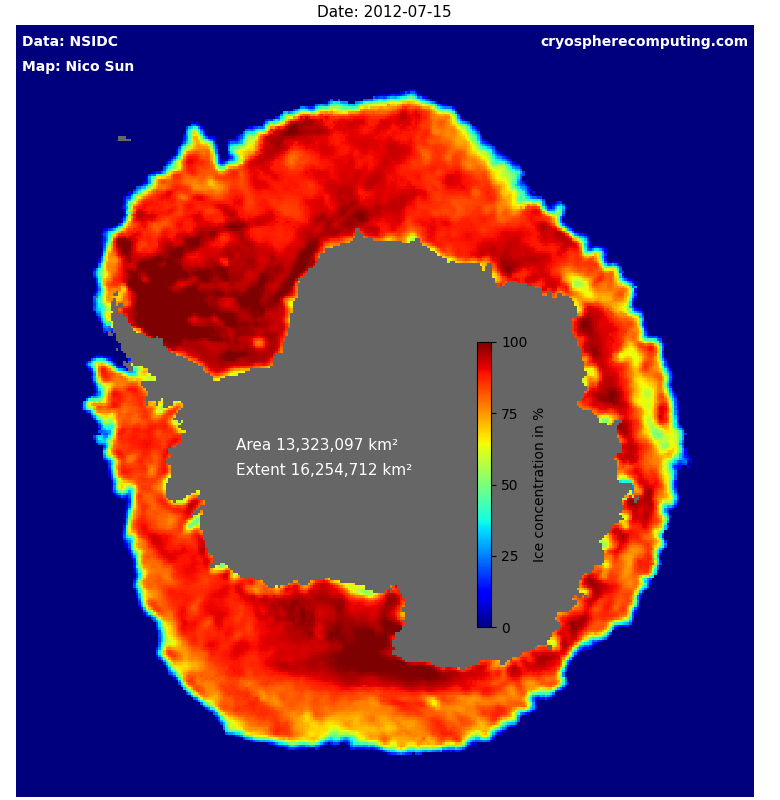 Date: 2012-07-15
Data: NSIDC
cryospherecomputing.com
Map: Nico Sun
100
75
50
25
0
Ice concentration in %
Area 13,323,097 km²
Extent 16,254,712 km²